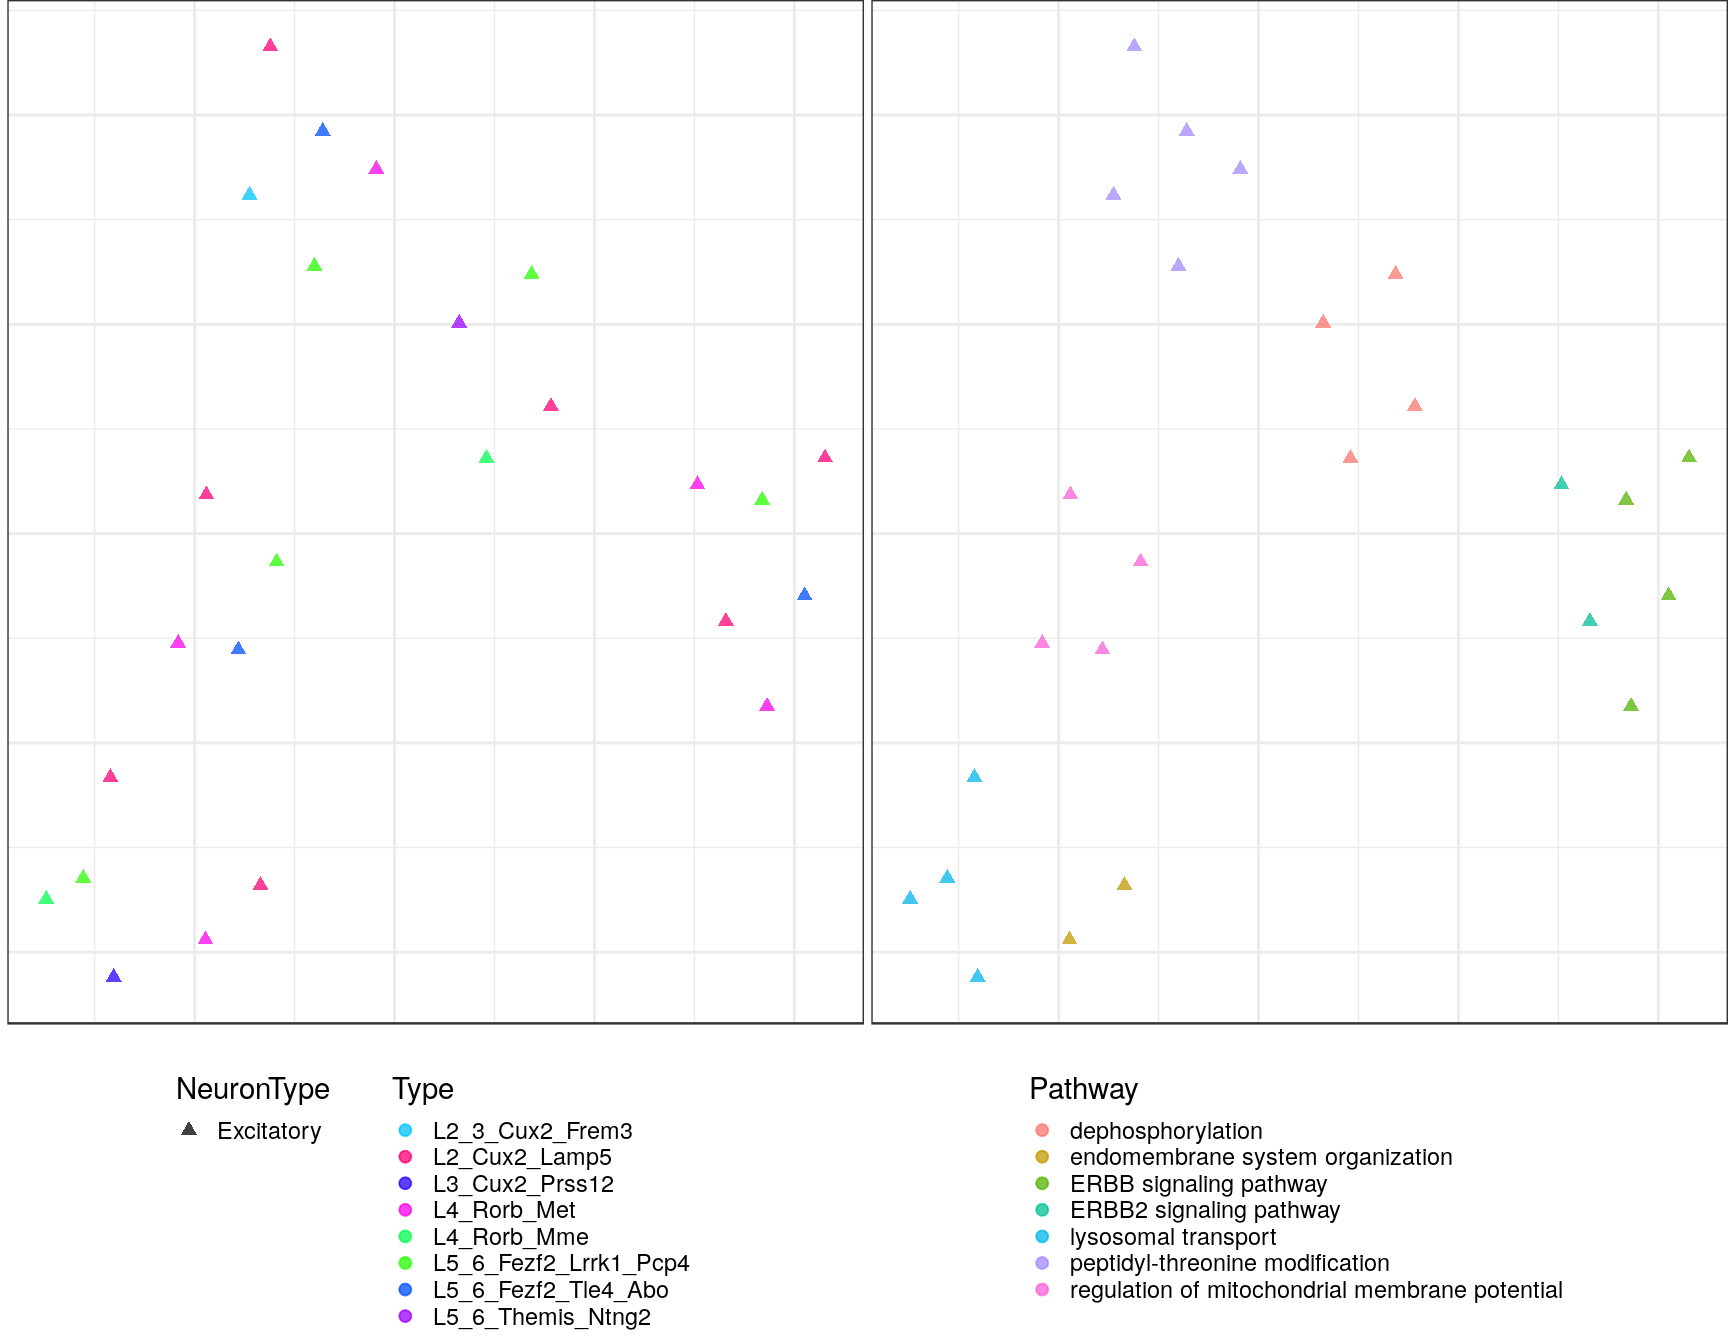 NeuronType
Excitatory
Type
L2_3_Cux2_Frem3
L2_Cux2_Lamp5
L3_Cux2_Prss12
L4_Rorb_Met
L4_Rorb_Mme
L5_6_Fezf2_Lrrk1_Pcp4
L5_6_Fezf2_Tle4_Abo
L5_6_Themis_Ntng2
Pathway
dephosphorylation
endomembrane system organization
ERBB signaling pathway
ERBB2 signaling pathway
lysosomal transport
peptidyl-threonine modification
regulation of mitochondrial membrane potential